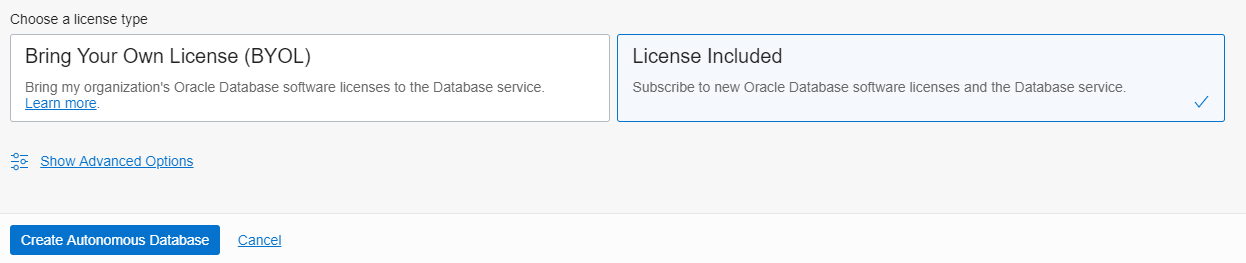 Choose a license type
Bring Your Own License (BYOL)
Bring my organization's Oracle Database software licenses to the Database service.
Learn more.
License Included
Subscribe to new Oracle Database software licenses and the Database service.
Show Advanced Options
Create Autonomous Database
Cancel